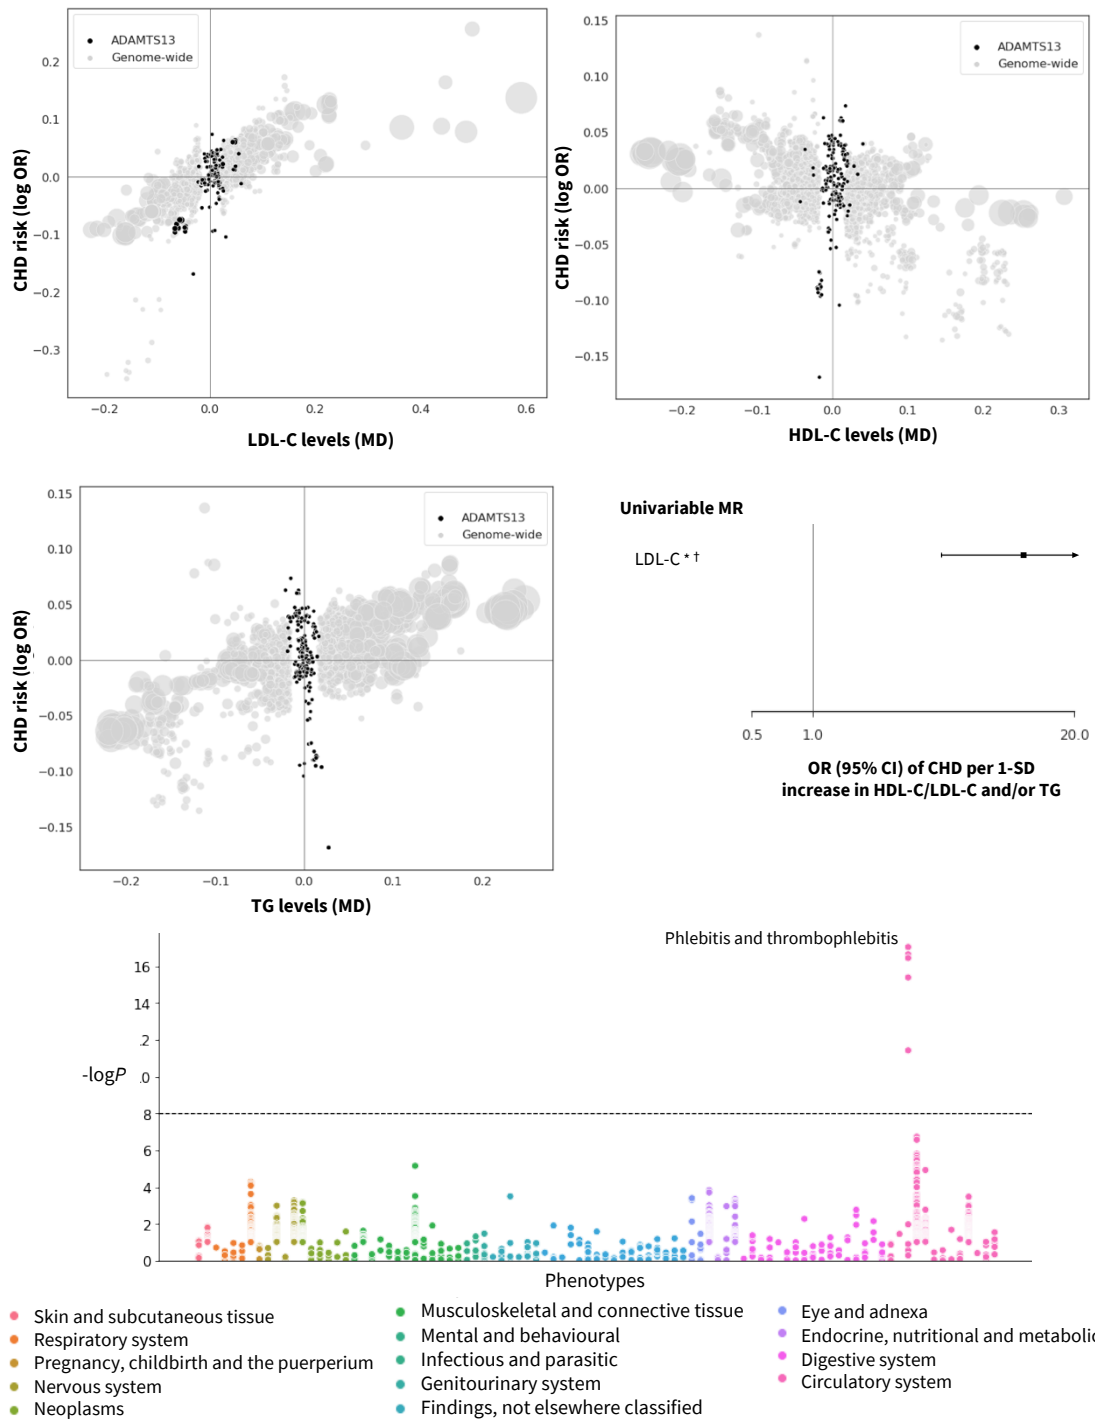 ADAMTS13
Genome-wide
0.2
0.1
0.0
−0.1
−0.2
−0.3
CHD risk (log OR)
−0.2
0.0
0.2
0.4
0.6
LDL-C levels (MD)
ADAMTS13
Genome-wide
0.15
0.10
0.05
0.00
−0.05
−0.10
−0.15
CHD risk (log OR)
−0.2
−0.1
0.0
0.1
0.2
0.3
HDL-C levels (MD)
ADAMTS13
Genome-wide
0.15
0.10
0.05
0.00
−0.05
−0.10
−0.15
CHD risk (log OR)
−0.2
−0.1
0.0
0.1
0.2
TG levels (MD)
Univariable MR
LDL-C * †
0.5
1.0
20.0
OR (95% CI) of CHD per 1-SD
increase in HDL-C/LDL-C and/or TG
Phlebitis and thrombophlebitis
16
14
.2
.0
8
6
4
2
0
-logP
Phenotypes
Skin and subcutaneous tissue
Respiratory system
Pregnancy, childbirth and the puerperium
Nervous system
Neoplasms
Musculoskeletal and connective tissue
Mental and behavioural
Infectious and parasitic
Genitourinary system
Findings, not elsewhere classified
Eye and adnexa
Endocrine, nutritional and metabolic
Digestive system
Circulatory system